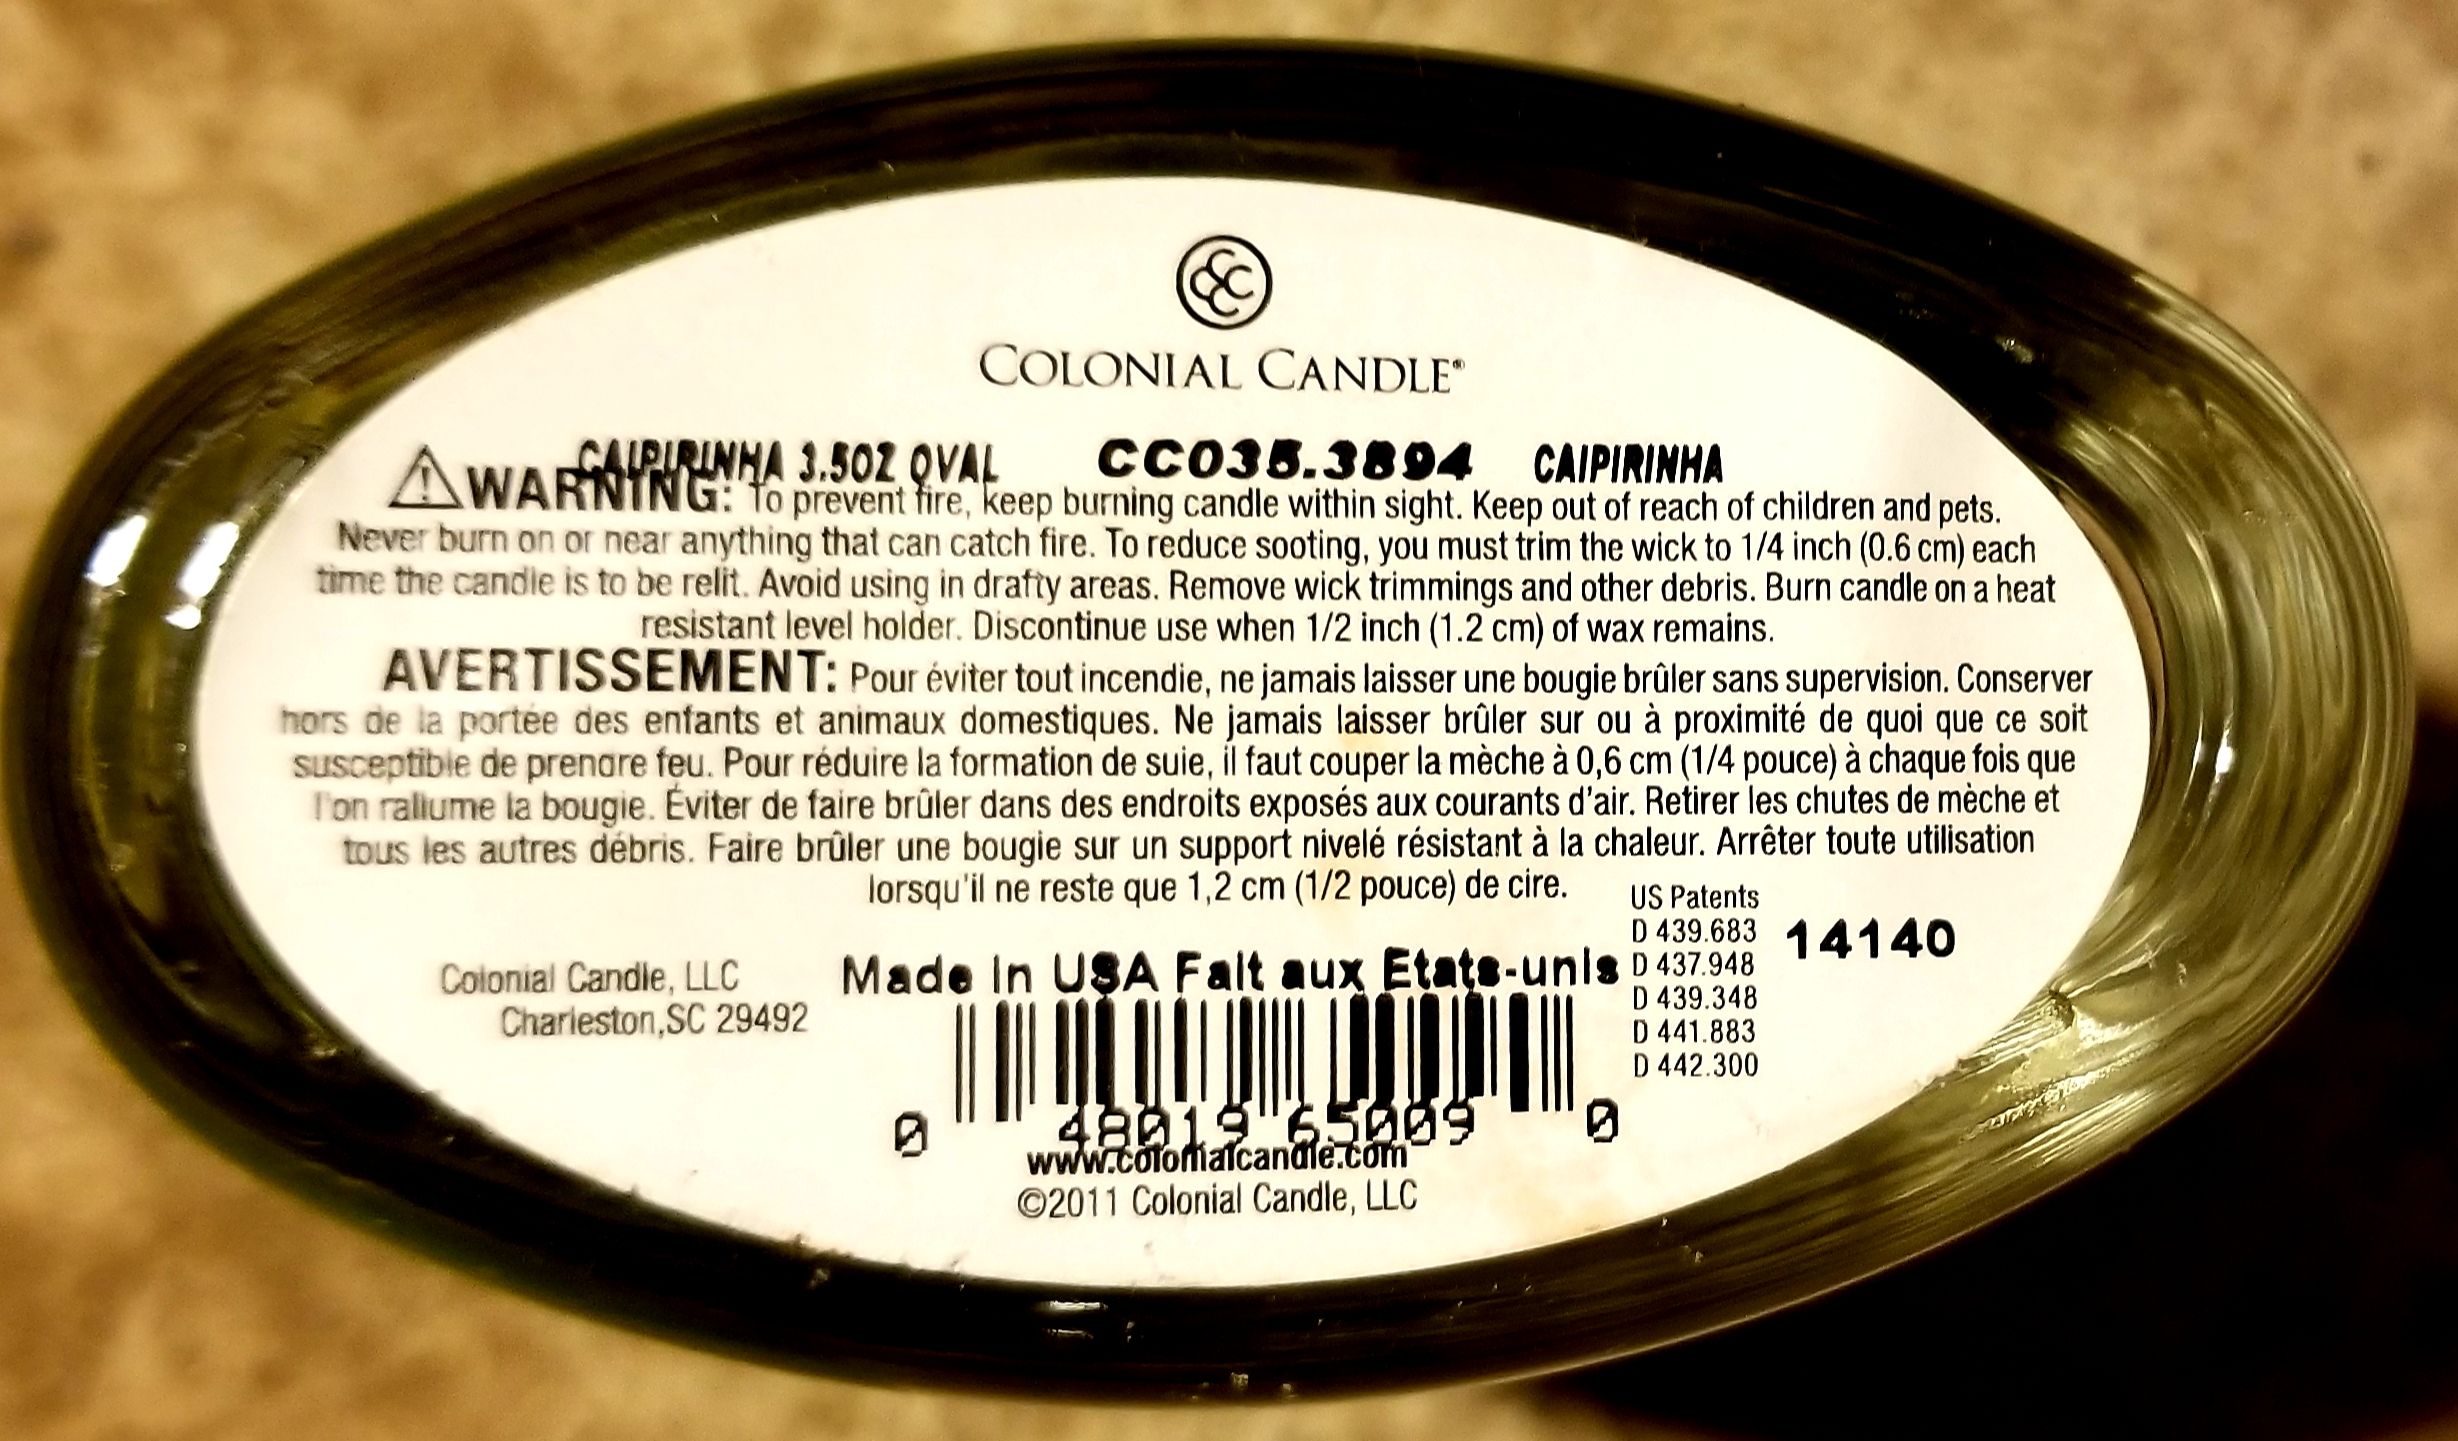 COLONIAL CANDLE®
CAIPIRINHA 3.5OZ OVAL CC035.3894 CAIPIRINHA
WARNING: To prevent fire, keep burning candle within sight. Keep out of reach of children and pets.
Never burn on or near anything that can catch fire. To reduce sooting, you must trim the wick to 1/4 inch (0.6 cm) each
time the candle is to be relit. Avoid using in drafty areas. Remove wick trimmings and other debris. Burn candle on a heat
resistant level holder. Discontinue use when 1/2 inch (1.2 cm) of wax remains.
AVERTISSEMENT: Pour éviter tout incendie, ne jamais laisser une bougie brûler sans supervision. Conserver
hors de la portée des enfants et animaux domestiques. Ne jamais laisser brûler sur ou à proximité de quoi que ce soit
susceptible de prendre feu. Pour réduire la formation de suie, il faut couper la mèche à 0,6 cm (1/4 pouce) à chaque fois que
l'on rallume la bougie. Éviter de faire brûler dans des endroits exposés aux courants d'air. Retirer les chutes de mèche et
tous les autres débris. Faire brûler une bougie sur un support nivelé résistant à la chaleur. Arrêter toute utilisation
lorsqu'il ne reste que 1,2 cm (1/2 pouce) de cire.
US Patents
D 439.683
D 437.948
D 439.348
D 441.883
D 442.300
14140
Colonial Candle, LLC
Charleston,SC 29492
Made In USA Fait aux Etats-unis
0 48019 65009 0
www.colonialcandle.com
©2011 Colonial Candle, LLC